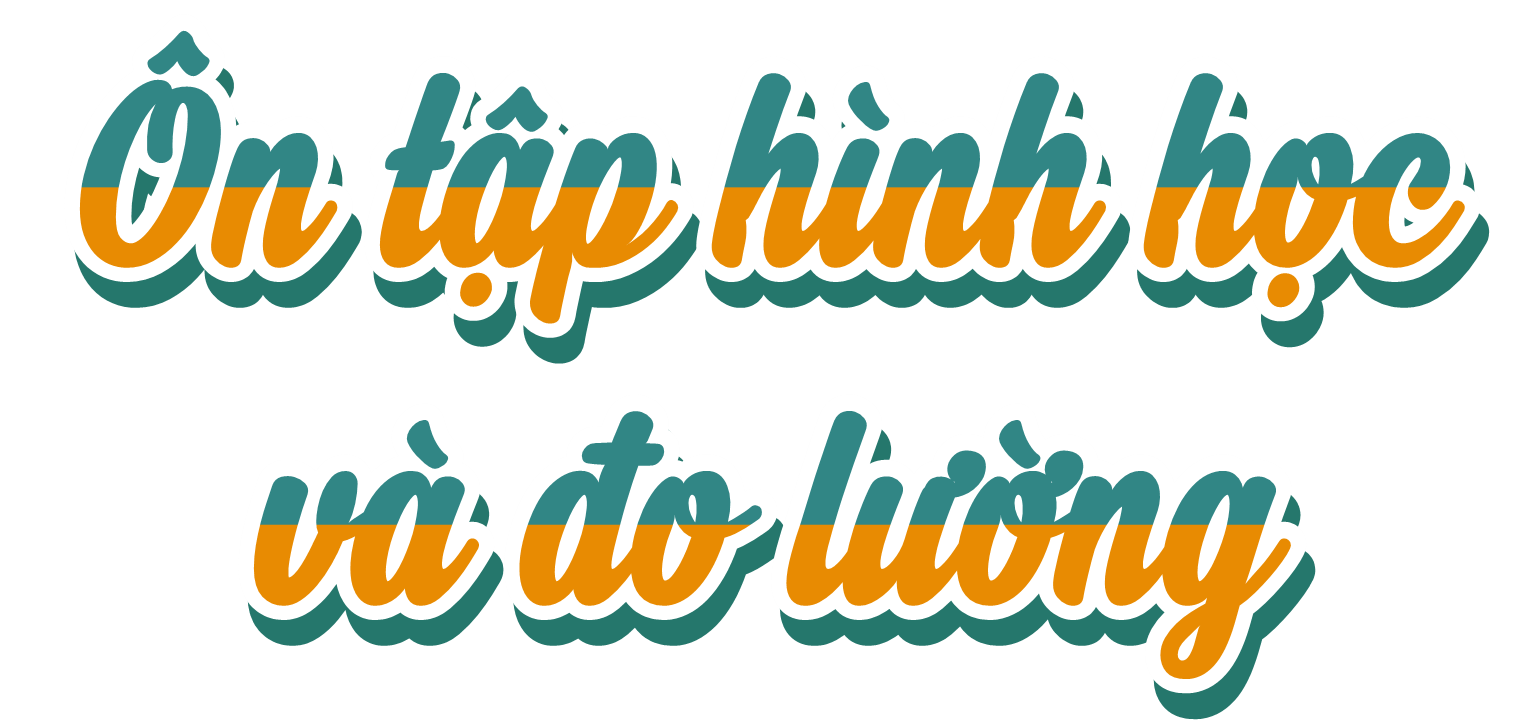 Ôn tập hình học
và đo lường